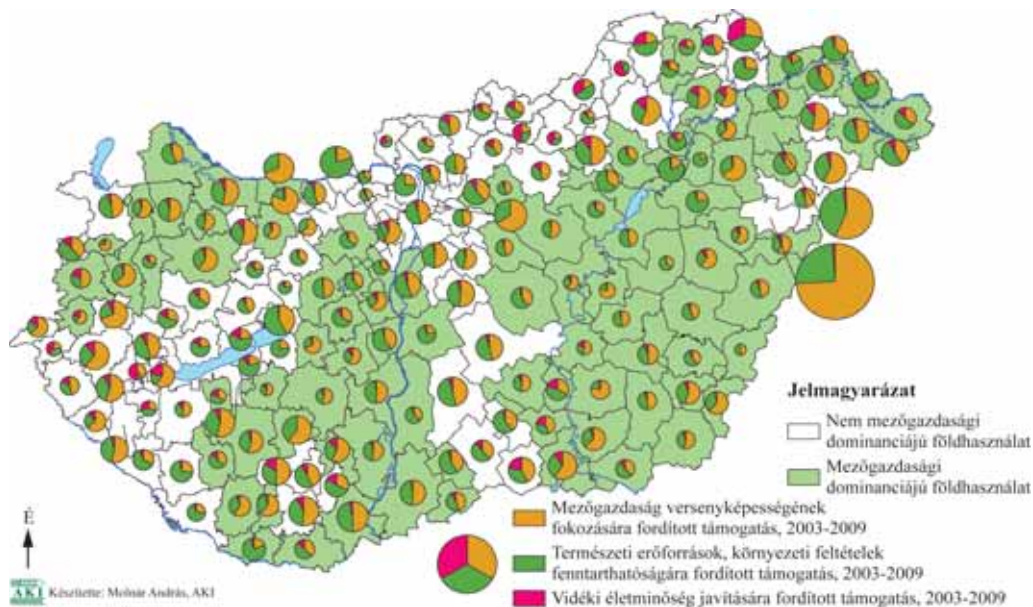 Jelmagyarázat
Nem mezőgazdasági
dominanciájú földhasználat
Mezőgazdasági
dominanciájú földhasználat
Mezőgazdaság versenyképességének
fokozására fordított támogatás, 2003-2009
Természeti erőforrások, környezeti feltételek
fenntarthatóságára fordított támogatás, 2003-2009
Vidéki életminőség javítására fordított támogatás, 2003-2009
É
AKI
Készítette: Molnár András, AKI